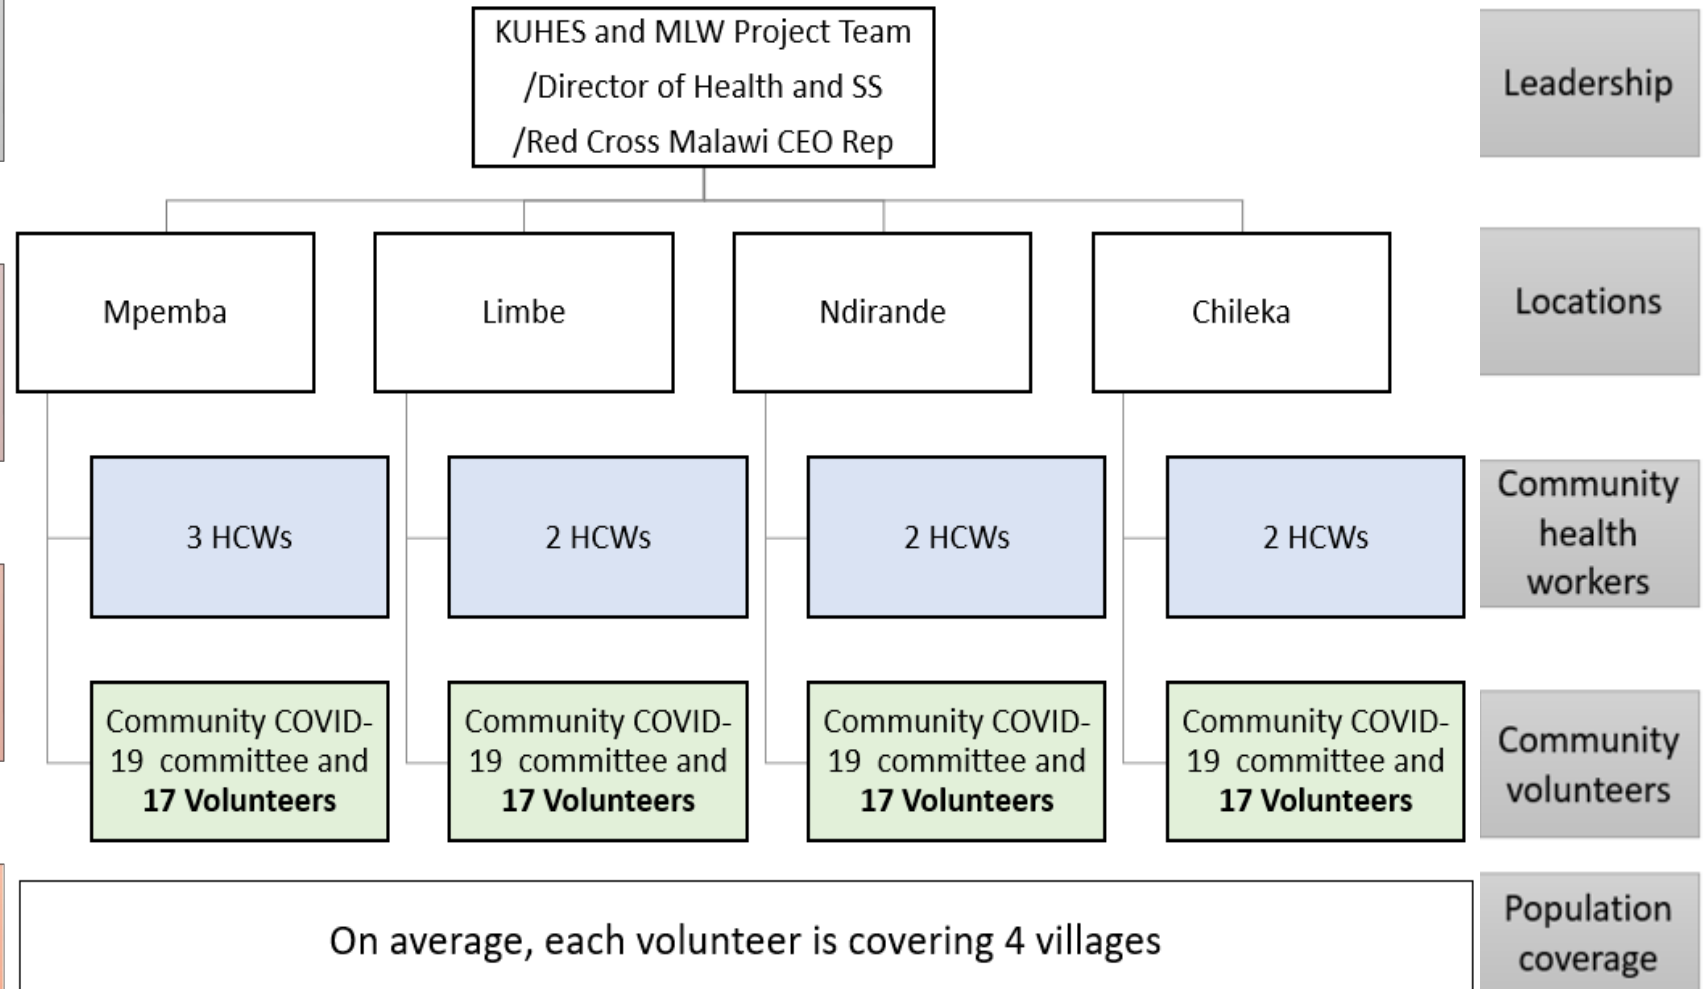 KUHES and MLW Project Team
/Director of Health and SS
/Red Cross Malawi CEO Rep
Leadership
Mpemba
Limbe
Ndirande
Chileka
Locations
3 HCWs
2 HCWs
2 HCWs
2 HCWs
Community
health
workers
Community COVID-
19 committee and
17 Volunteers
Community COVID-
19 committee and
17 Volunteers
Community COVID-
19 committee and
17 Volunteers
Community COVID-
19 committee and
17 Volunteers
Community
volunteers
On average, each volunteer is covering 4 villages
Population
coverage